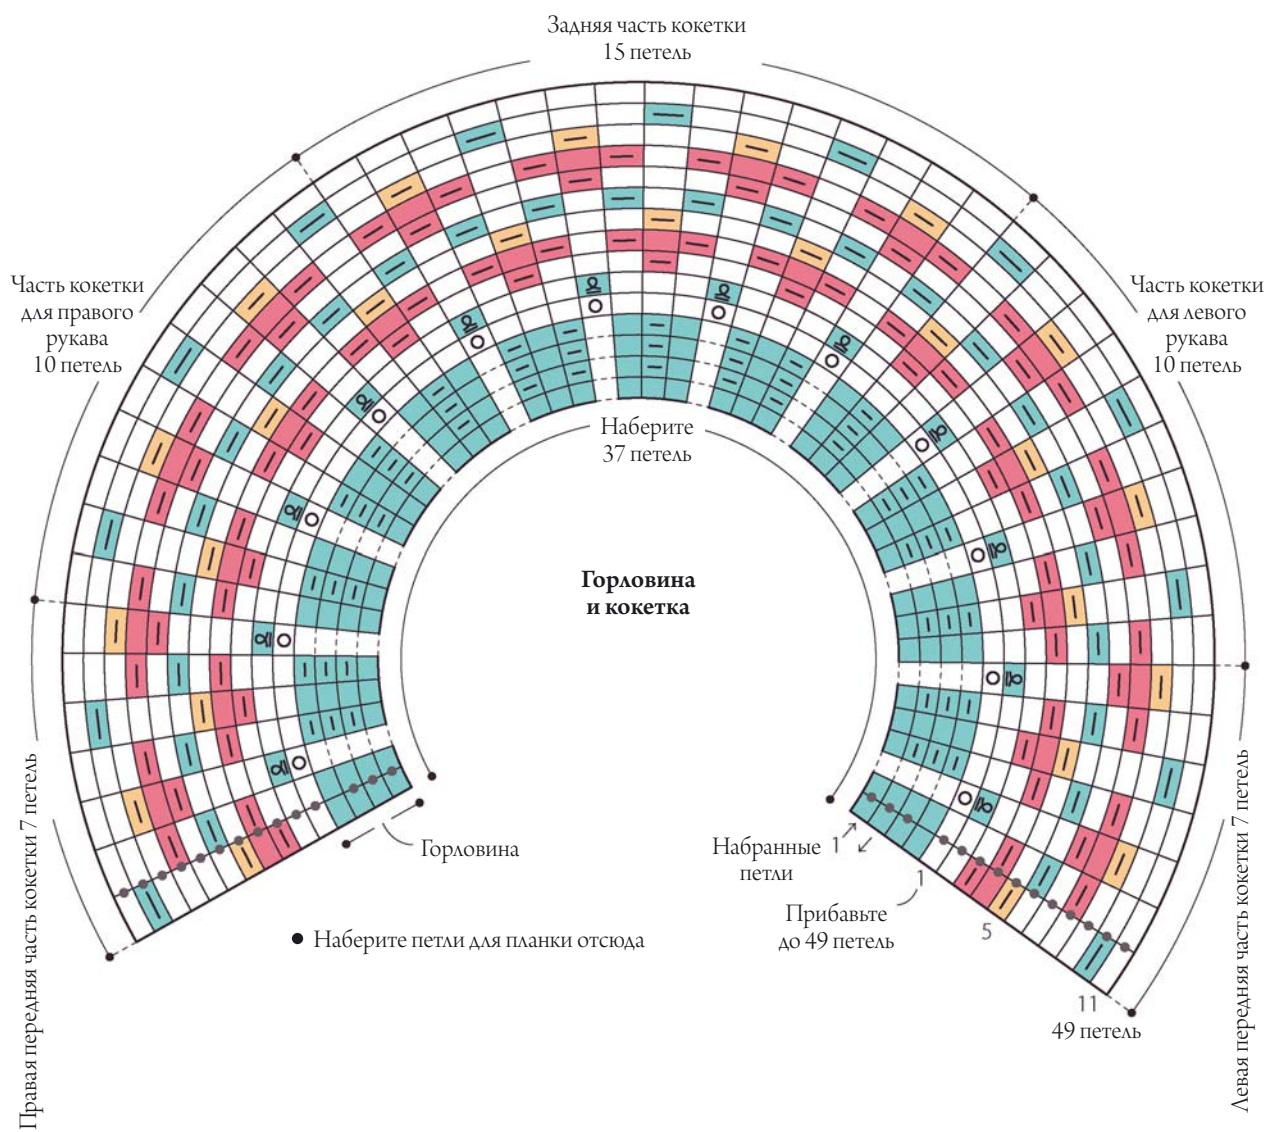 Задняя часть кокетки
15 петель
Часть кокетки
для правого
рукава
10 петель
Часть кокетки
для левого
рукава
10 петель
Наберите
37 петель
Горловина
и кокетка
Правая передняя часть кокетки 7 петель
Левая передняя часть кокетки 7 петель
Горловина
Набранные
петли
1
1
Прибавьте
до 49 петель
5
Наберите петли для планки отсюда
11
49 петель